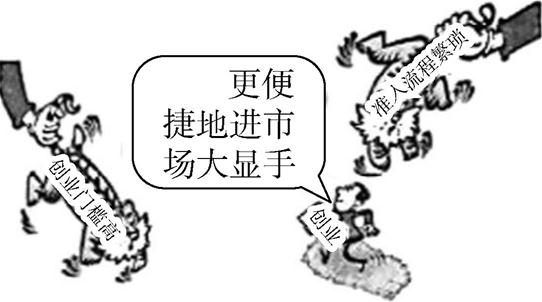 更便
捷地进市
场大显手
准入流程繁琐
创业门槛高
创业